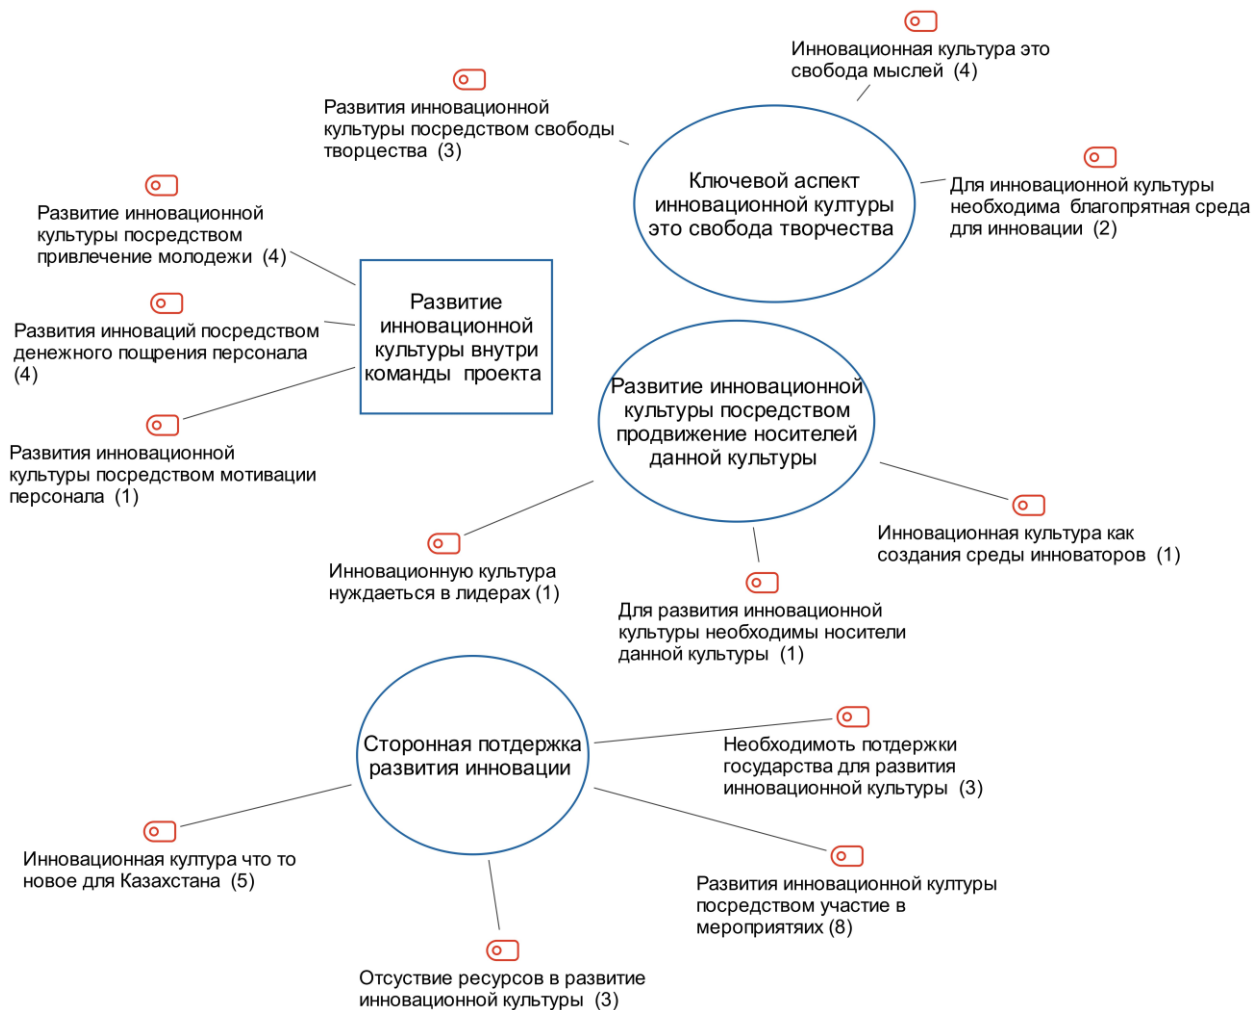 Инновационная культура это
свобода мыслей (4)
Развития инновационной
культуры посредством свободы
творцества (3)
Ключевой аспект
инновационной културы
это свобода творчества
Для инновационной культуры
необходима благопрятная среда
для инновации (2)
Развитие инновационной
культуры посредством
привлечение молодежи (4)
Развитие
инновационной
культуры внутри
команды проекта
Развития инноваций посредством
денежного пощрения персонала
(4)
Развитие инновационной
культуры посредством
продвижение носителей
данной культуры
Развития инновационной
культуры посредством мотивации
персонала (1)
Инновационная культура как
создания среды инноваторов (1)
Инновационную культура
нуждаеться в лидерах (1)
Для развития инновационной
культуры необходимы носители
данной культуры (1)
Сторонная потдержка
развития инновации
Необходимоть потдержки
государства для развития
инновационной культуры (3)
Инновационная култура что то
новое для Казахстана (5)
Развития инновационной културы
посредством участие в
мероприятяих (8)
Отсуствие ресурсов в развитие
инновационной культуры (3)